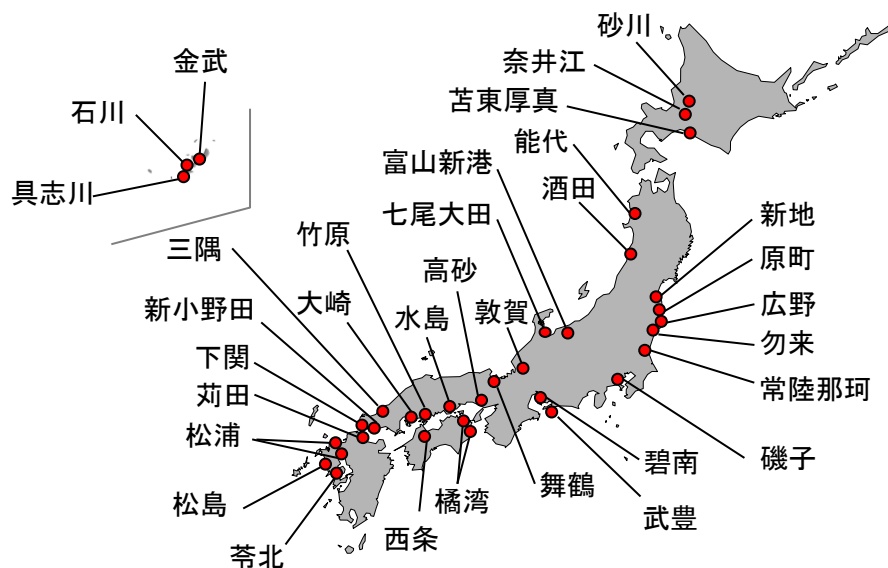 砂川
奈井江
苫東厚真
能代
富山新港
酒田
七尾大田
新地
原町
広野
勿来
常陸那珂
磯子
金武
石川
具志川
三隅
竹原
高砂
新小野田
大崎
水島
敦賀
下関
苅田
松浦
松島
苓北
西条
橘湾
舞鶴
碧南
武豊